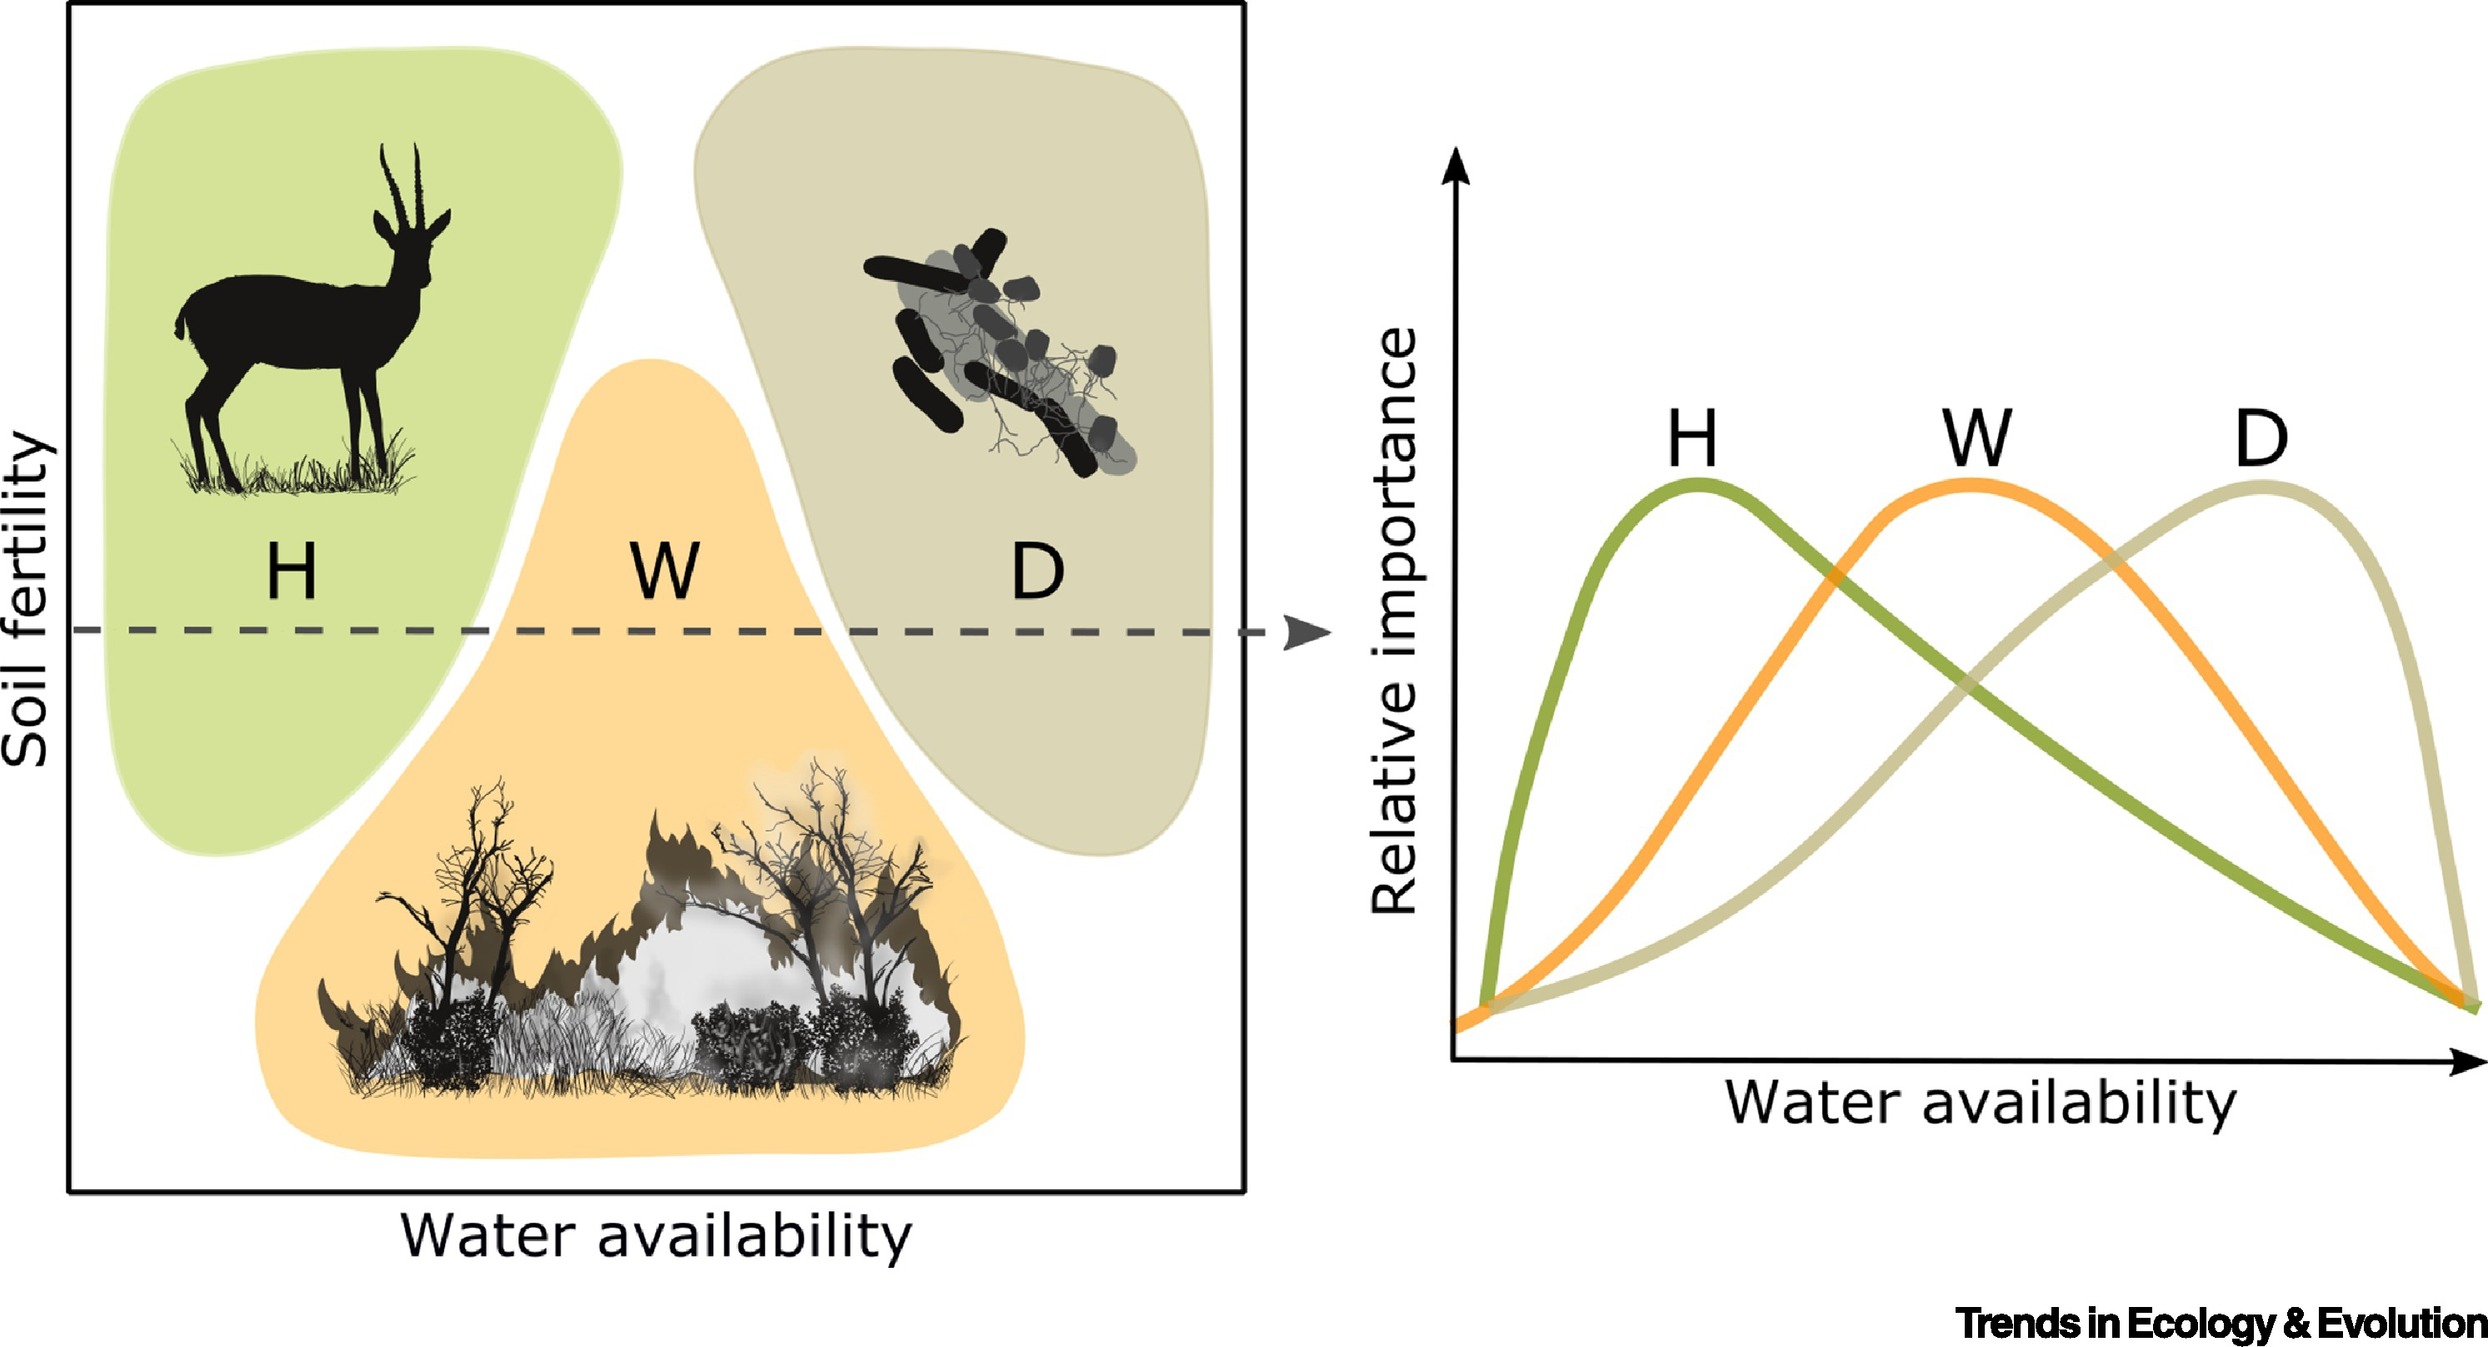 Soil fertility
H
W
D
Water availability
Relative importance
H
W
D
Water availability
Trends in Ecology & Evolution